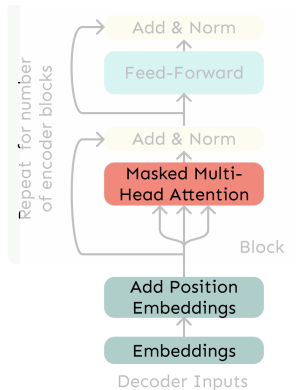 Add & Norm
Feed-Forward
Repeat for number
of encoder blocks
Add & Norm
Masked Multi-
Head Attention
Block
Add Position
Embeddings
Embeddings
Decoder Inputs